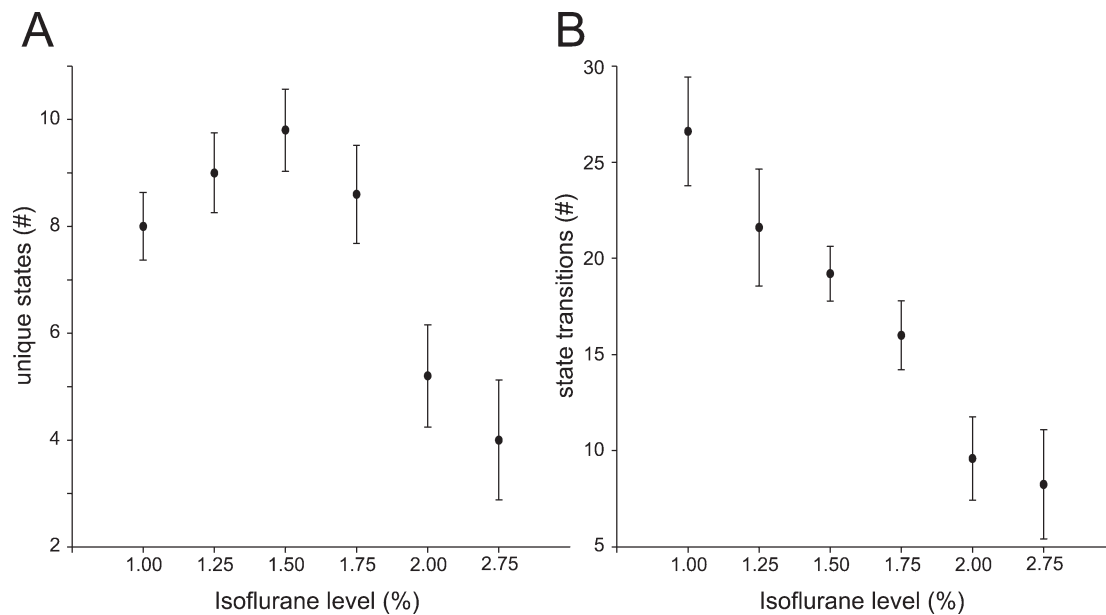 A
B
unique states (#)
10
8
6
4
2
1.00 1.25 1.50 1.75 2.00 2.75
Isoflurane level (%)
state transitions (#)
30
25
20
15
10
5
1.00 1.25 1.50 1.75 2.00 2.75
Isoflurane level (%)